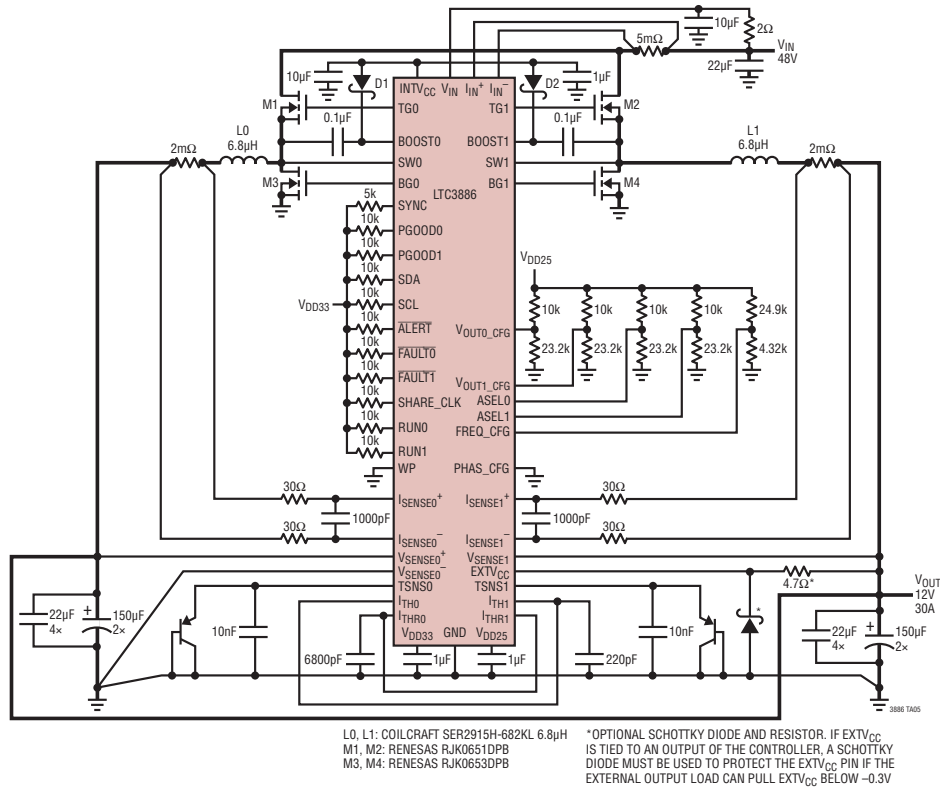 10µF
2Ω
5mΩ
VIN
48V
22µF
10µF
D1
INTVCC
VIN
IIN+
IIN−
D2
1µF
M1
TG0
TG1
M2
0.1µF
0.1µF
L0
6.8µH
BOOST0
BOOST1
L1
6.8µH
2mΩ
SW0
SW1
2mΩ
M3
BG0
BG1
M4
LTC3886
5k
SYNC
10k
PGOOD0
10k
PGOOD1
10k
SDA
10k
VDD33
SCL
10k
ALERT
10k
FAULT0
10k
FAULT1
10k
SHARE_CLK
10k
RUN0
10k
RUN1
WP
VDD25
10k
10k
10k
10k
24.9k
VOUT0_CFG
23.2k
23.2k
23.2k
23.2k
4.32k
VOUT1_CFG
ASEL0
ASEL1
FREQ_CFG
PHAS_CFG
30Ω
ISENSE0+
ISENSE1+
30Ω
1000pF
1000pF
30Ω
ISENSE0−
ISENSE1−
30Ω
VSENSE0+
VSENSE1
VSENSE0−
EXTVCC
4.7Ω*
TSNS0
TSNS1
VOUT
12V
30A
ITH0
ITH1
ITHR0
ITHR1
22µF
4×
+
150µF
2×
10nF
VDD33
GND
VDD25
10nF
*
22µF
4×
+
150µF
2×
6800pF
1µF
1µF
220pF
3886 TA05
L0, L1: COILCRAFT SER2915H-682KL 6.8µH
M1, M2: RENESAS RJK0651DPB
M3, M4: RENESAS RJK0653DPB
*OPTIONAL SCHOTTKY DIODE AND RESISTOR. IF EXTVCC
IS TIED TO AN OUTPUT OF THE CONTROLLER, A SCHOTTKY
DIODE MUST BE USED TO PROTECT THE EXTVCC PIN IF THE
EXTERNAL OUTPUT LOAD CAN PULL EXTVCC BELOW –0.3V